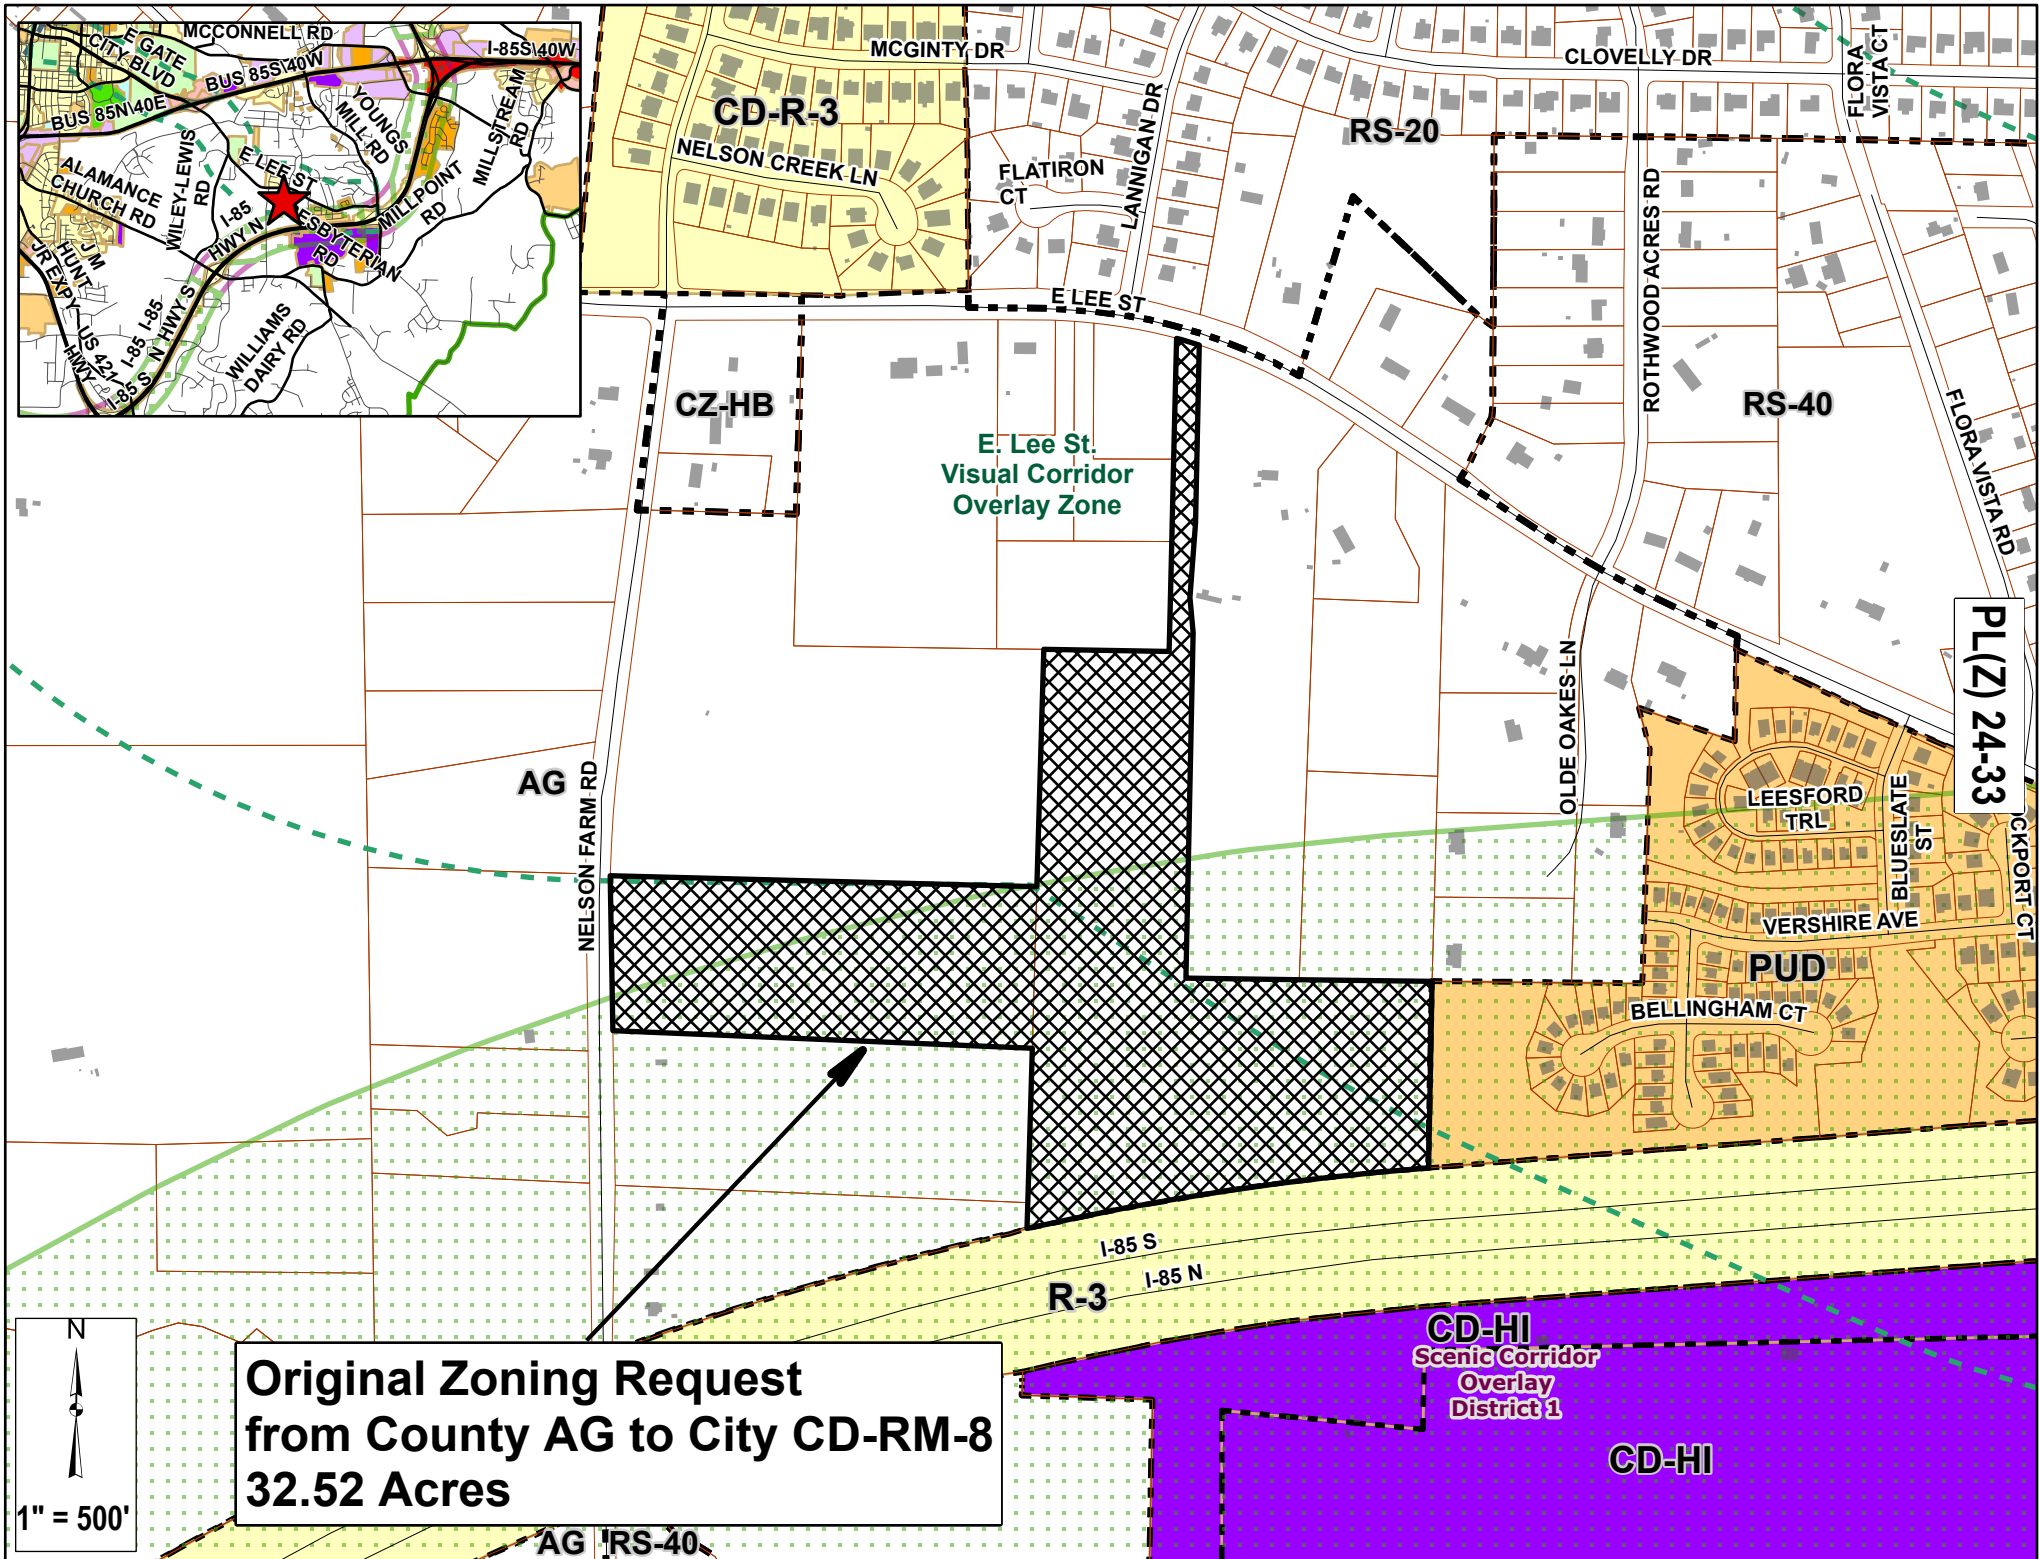 MCCONNELL RD
E GATE
CITY BLVD
BUS 85S\40W
I-85S\40W
BUS 85N\40E
YOUNGS
MILL RD
MILLSTREAM
RD
ALAMANCE
CHURCH RD
WILEY-LEWIS
RD
E LEE ST
I-85
HWY N
MILLPOINT
RD
ESBYTERIAN
RD
JM
HUNT
JR EXPY
US 421
HWY
I-85
N HWY S
I-85
I-85 S
WILLIAMS
DAIRY RD
MCGINTY DR
CLOVELLY DR
FLORA
VISTA CT
CD-R-3
RS-20
NELSON CREEK LN
FLATIRON
CT
LANNIGAN DR
ROTHWOOD ACRES RD
E LEE ST
CZ-HB
RS-40
FLORA VISTA RD
E. Lee St.
Visual Corridor
Overlay Zone
PL(Z) 24-33
OLDE OAKES LN
AG
NELSON FARM RD
LEESFORD
TRL
BLUESLATE
ST
OCKPORT CT
VERSHIRE AVE
PUD
BELLINGHAM CT
I-85 S
I-85 N
R-3
CD-HI
Scenic Corridor
Overlay
District 1
CD-HI
N
1" = 500'
Original Zoning Request
from County AG to City CD-RM-8
32.52 Acres
AG
RS-40